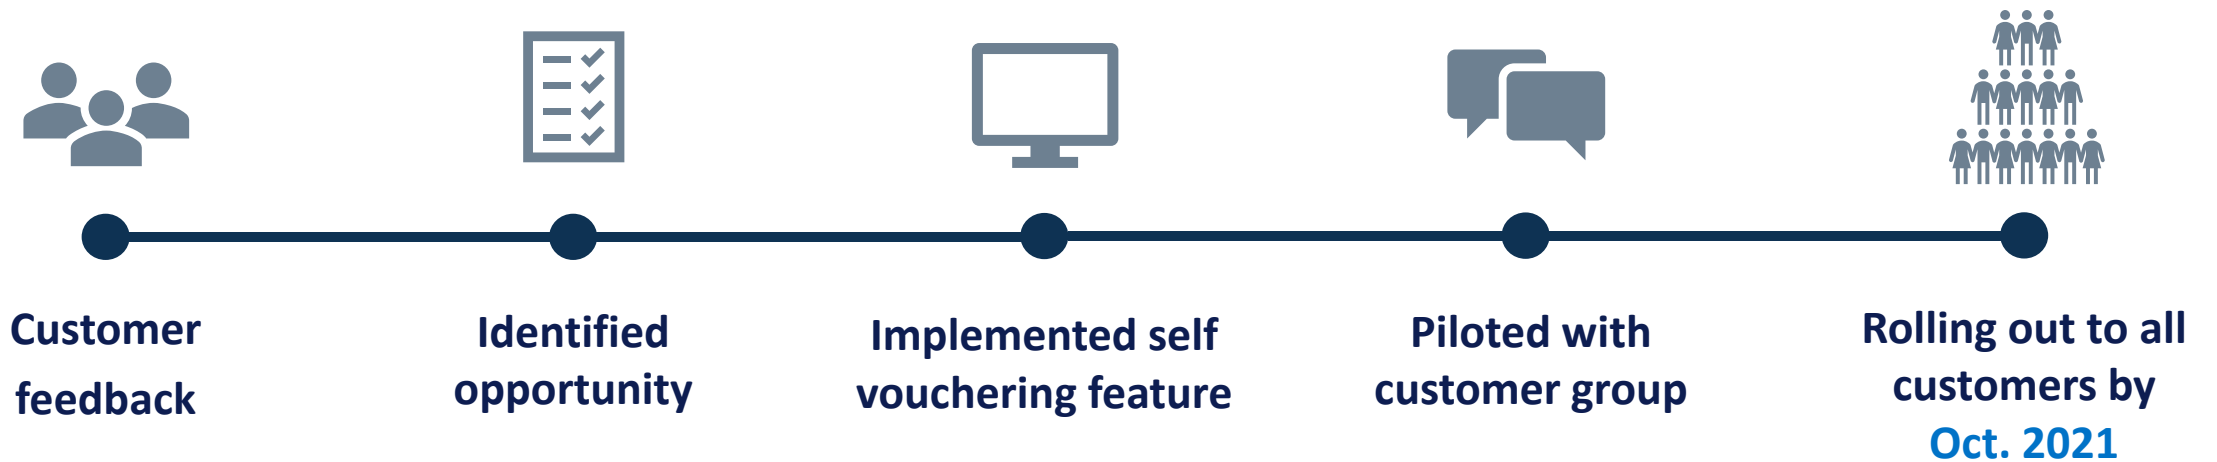 Customer
feedback
Identified
opportunity
Implemented self
vouchering feature
Piloted with
customer group
Rolling out to all
customers by
Oct. 2021